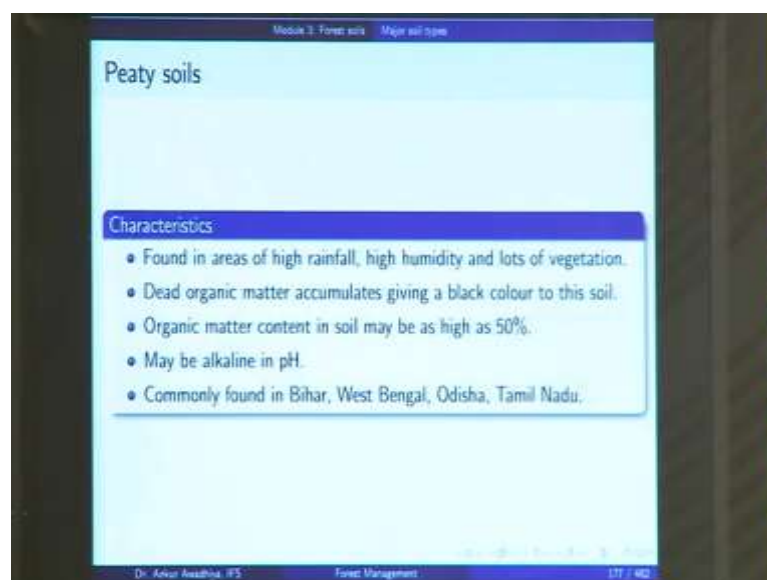 Module 3: Forest soils Major soil types
Peaty soils
Characteristics
Found in areas of high rainfall, high humidity and lots of vegetation.
Dead organic matter accumulates giving a black colour to this soil.
Organic matter content in soil may be as high as 50%.
May be alkaline in pH.
Commonly found in Bihar, West Bengal, Odisha, Tamil Nadu.
Dr. Ankur Awadhiya, IFS Forest Management 177 / 482